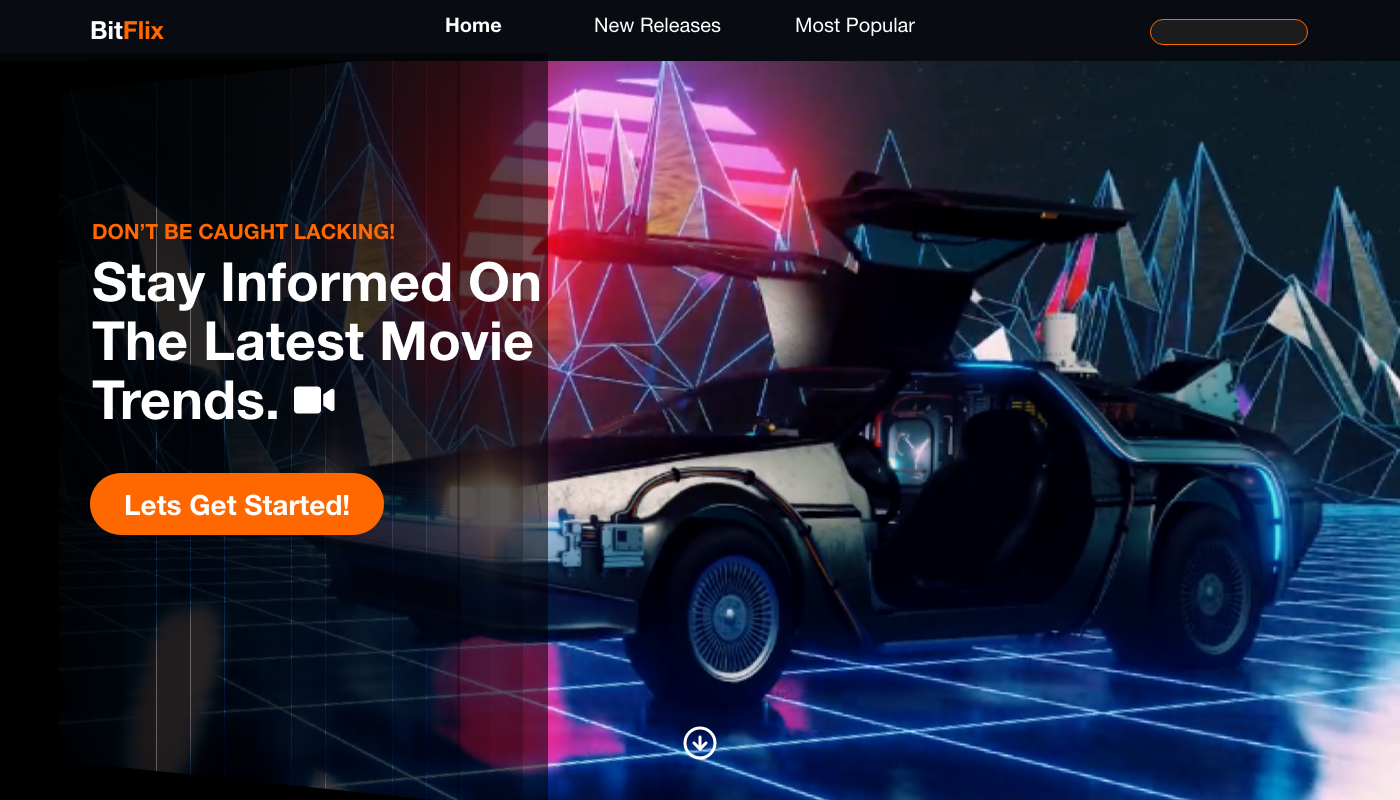 BitFlix
Home
New Releases
Most Popular
DON’T BE CAUGHT LACKING!
Stay Informed On
The Latest Movie
Trends.
Lets Get Started!